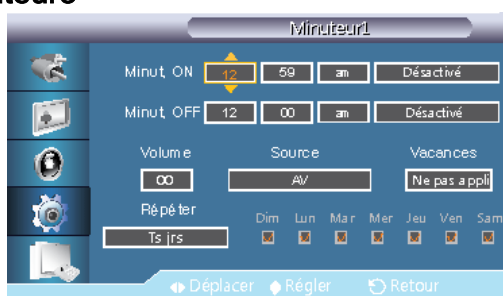 Minuteur1
Minut, ON 12 59 am Désactivé
Minut, OFF 12 00 am Désactivé
Volume Source Vacances
00 AV Ne pas appli
Répéter Dim Lun Mar Mer Jeu Ven Sam
Ts jrs
Déplacer Régler Retour